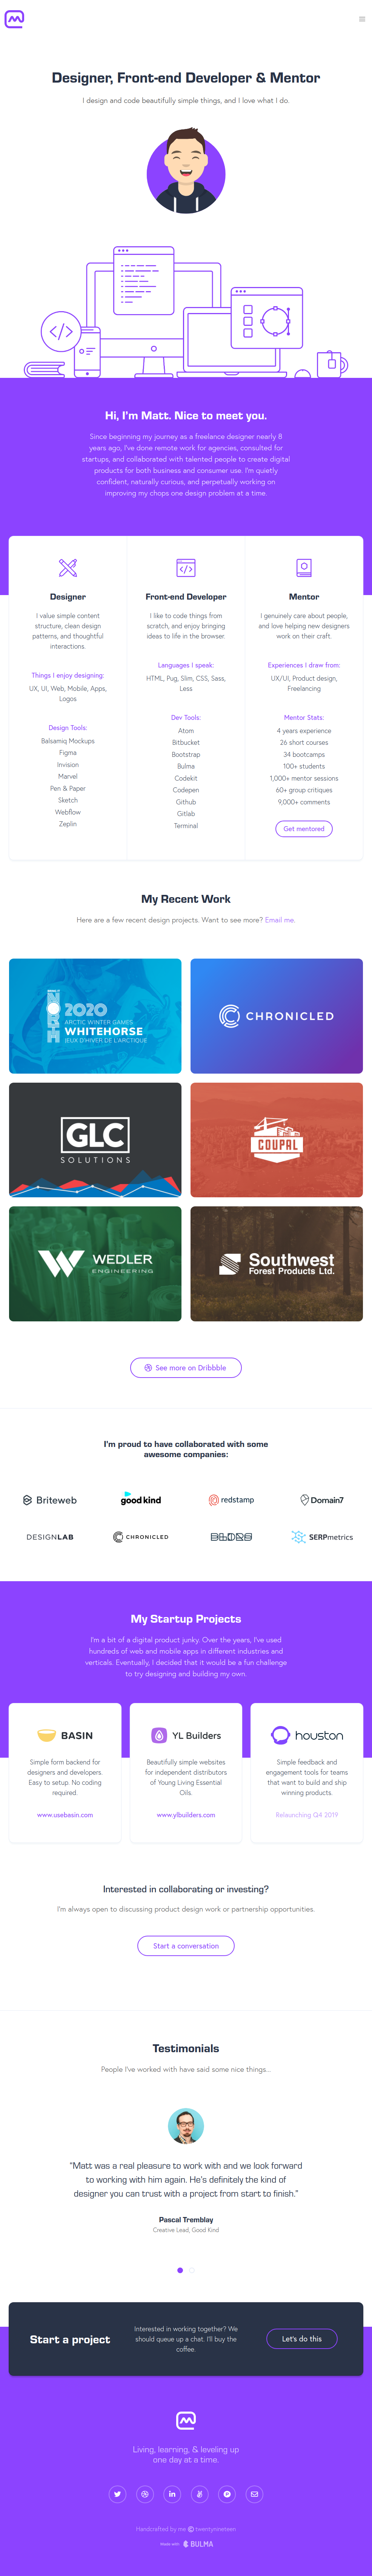 Designer, Front-end Developer & Mentor
I design and code beautifully simple things, and I love what I do.
Hi, I'm Matt. Nice to meet you.
Since beginning my journey as a freelance designer nearly 8
years ago, I've done remote work for agencies, consulted for
startups, and collaborated with talented people to create digital
products for both business and consumer use. I'm quietly
confident, naturally curious, and perpetually working on
improving my chops one design problem at a time.
Designer
I value simple content
structure, clean design
patterns, and thoughtful
interactions.
Things I enjoy designing:
UX, UI, Web, Mobile, Apps,
Logos
Design Tools:
Balsamiq Mockups
Figma
Invision
Marvel
Pen & Paper
Sketch
Webflow
Zeplin
Front-end Developer
I like to code things from
scratch, and enjoy bringing
ideas to life in the browser.
Languages I speak:
HTML, Pug, Slim, CSS, Sass,
Less
Dev Tools:
Atom
Bitbucket
Bootstrap
Bulma
Codekit
Codepen
Github
Gitlab
Terminal
Mentor
I genuinely care about people,
and love helping new designers
work on their craft.
Experiences I draw from:
UX/UI, Product design,
Freelancing
Mentor Stats:
4 years experience
26 short courses
34 bootcamps
100+ students
1,000+ mentor sessions
60+ group critiques
9,000+ comments
Get mentored
My Recent Work
Here are a few recent design projects. Want to see more? Email me.
2020
ARCTIC WINTER GAMES
WHITEHORSE
JEUX D'HIVER DE L'ARCTIQUE
CHRONICLED
GLC
SOLUTIONS
COUPAL
WEDLER
ENGINEERING
Southwest
Forest Products Ltd.
See more on Dribbble
I'm proud to have collaborated with some
awesome companies:
Briteweb
good kind
redstamp
Domain7
DESIGNLAB
CHRONICLED
SERPmetrics
My Startup Projects
I'm a bit of a digital product junky. Over the years, I've used
hundreds of web and mobile apps in different industries and
verticals. Eventually, I decided that it would be a fun challenge
to try designing and building my own.
BASIN
Simple form backend for
designers and developers.
Easy to setup. No coding
required.
www.usebasin.com
YL Builders
Beautifully simple websites
for independent distributors
of Young Living Essential
Oils.
www.ylbuilders.com
houston
Simple feedback and
engagement tools for teams
that want to build and ship
winning products.
Relaunching Q4 2019
Interested in collaborating or investing?
I'm always open to discussing product design work or partnership opportunities.
Start a conversation
Testimonials
People I've worked with have said some nice things...
"Matt was a real pleasure to work with and we look forward
to working with him again. He's definitely the kind of
designer you can trust with a project from start to finish."
Pascal Tremblay
Creative Lead, Good Kind
Start a project
Interested in working together? We
should queue up a chat. I'll buy the
coffee.
Let's do this
Living, learning, & leveling up
one day at a time.
Handcrafted by me © twentynineteen
Made with BULMA